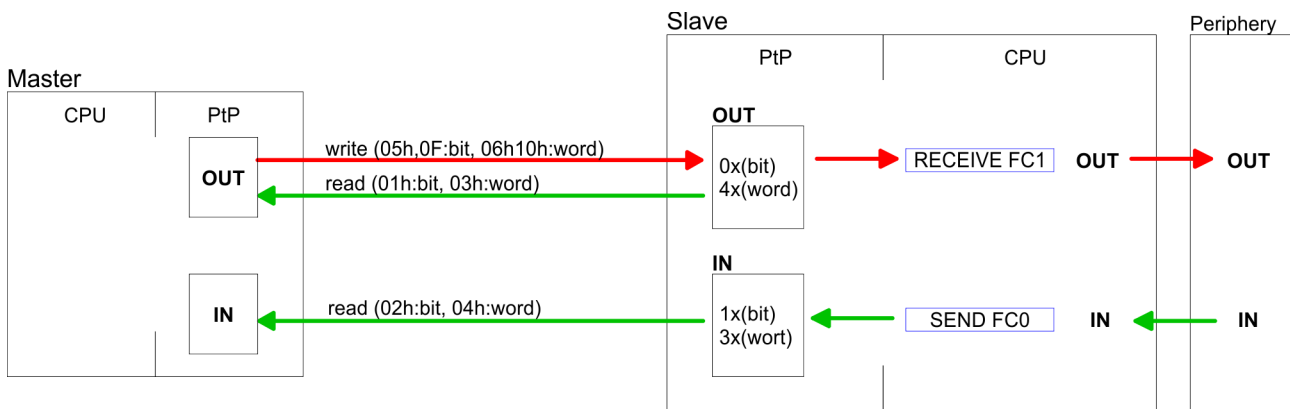 Slave
Periphery
PtP
CPU
Master
CPU
PtP
OUT
write (05h,0F:bit, 06h10h:word)
RECEIVE FC1
OUT
OUT
OUT
0x(bit)
4x(word)
read (01h:bit, 03h:word)
IN
IN
read (02h:bit, 04h:word)
1x(bit)
3x(wort)
SEND FC0
IN
IN